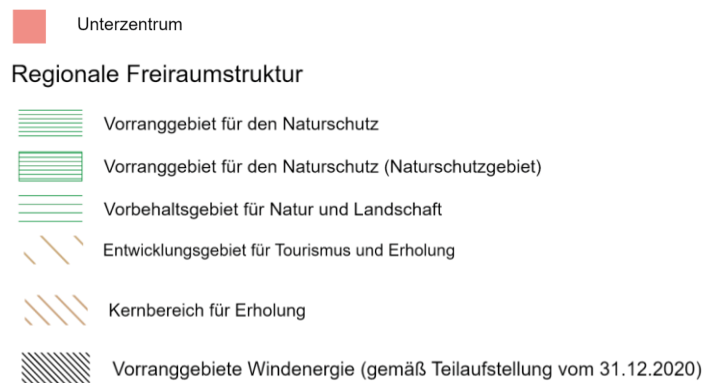 Unterzentrum
Regionale Freiraumstruktur
Vorranggebiet für den Naturschutz
Vorranggebiet für den Naturschutz (Naturschutzgebiet)
Vorbehaltsgebiet für Natur und Landschaft
Entwicklungsgebiet für Tourismus und Erholung
Kernbereich für Erholung
Vorranggebiete Windenergie (gemäß Teilaufstellung vom 31.12.2020)